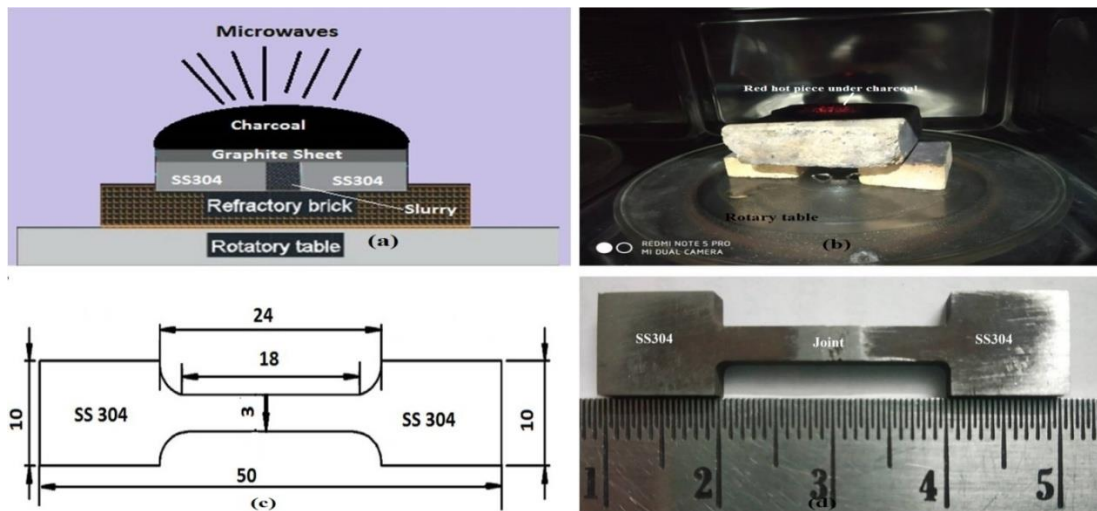 Microwaves
Charcoal
Graphite Sheet
SS304 SS304
Refractory brick
Slurry
(a)
Rotatory table
Red hot piece under charcoal
Rotary table
(b)
REDMI NOTE 5 PRO
MI DUAL CAMERA
24
18
10 SS 304 3 SS 304 10
50
(c)
SS304 Joint SS304
1 2 3 4 5
(d)